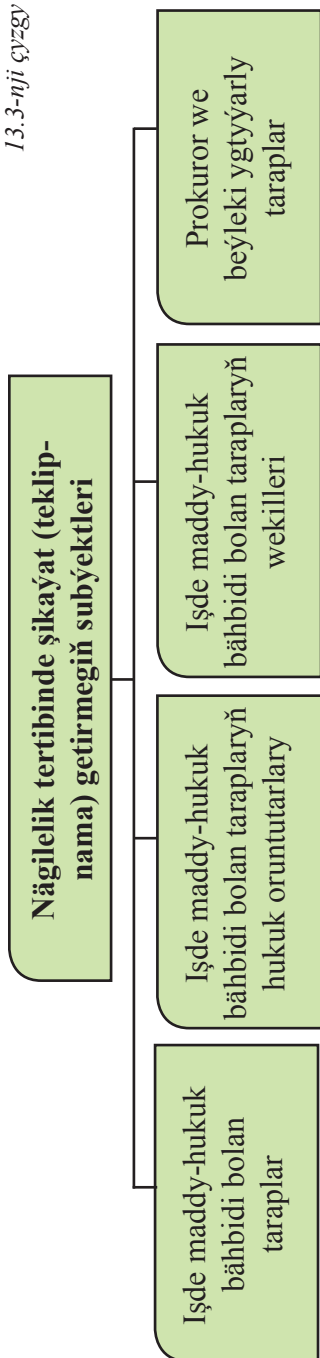 13.3-nji çyzgy
Nägilelik tertibinde şikaýat (teklip-
nama) getirmegiň subýektleri
Işde maddy-hukuk
bähbidi bolan
taraplar
Işde maddy-hukuk
bähbidi bolan taraplaryň
hukuk oruntutarlary
Işde maddy-hukuk
bähbidi bolan taraplaryň
wekilleri
Prokuror we
beýleki ygtyýarly
taraplar